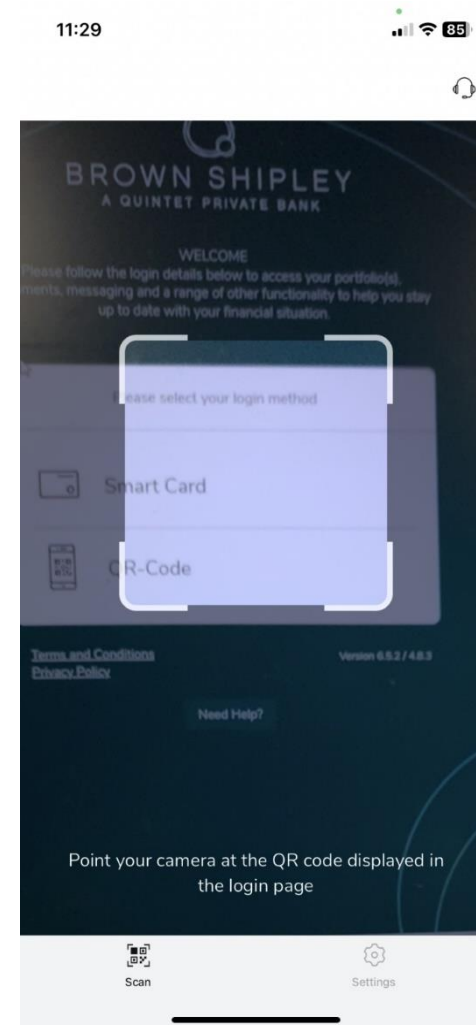 11:29
85
BROWN SHIPLEY
A QUINTET PRIVATE BANK
WELCOME
Please follow the login details below to access your portfolio(s),
ments, messaging and a range of other functionality to help you stay
up to date with your financial situation.
Please select your login method
Smart Card
QR-Code
Terms and Conditions
Version 6.5.2 / 4.8.3
Privacy Policy
Need Help?
Point your camera at the QR code displayed in
the login page
Scan
Settings